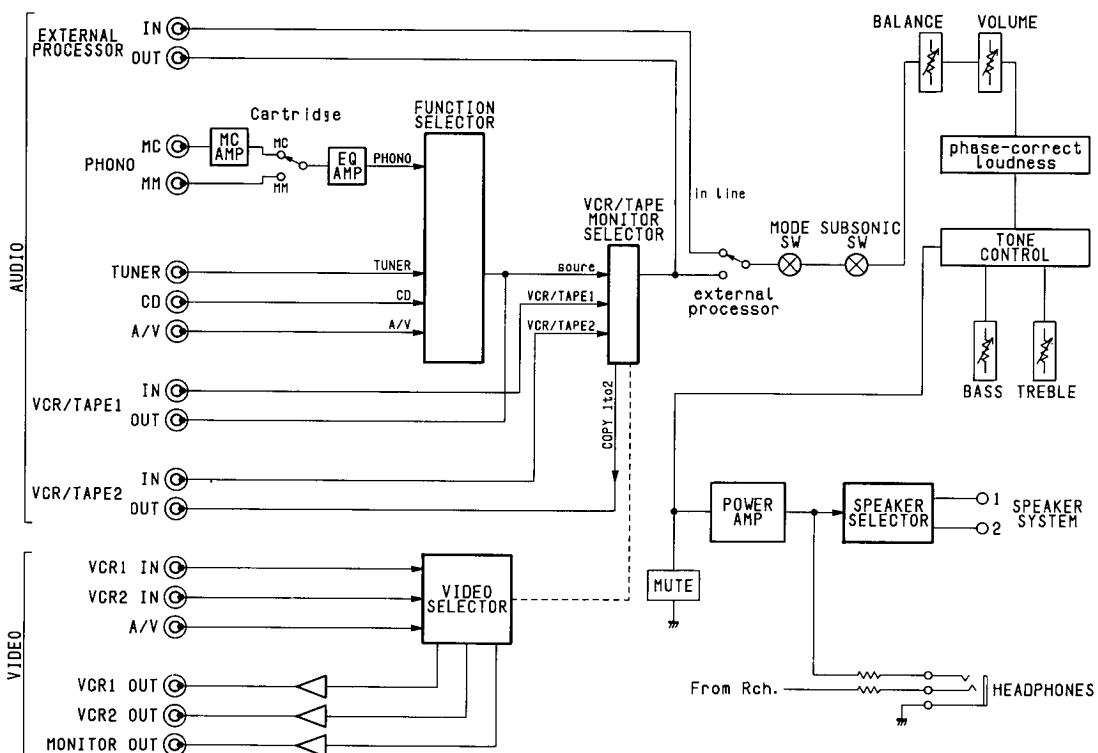 AUDIO
EXTERNAL
PROCESSOR
IN
OUT
Cartridge
FUNCTION
SELECTOR
PHONO
MC
MM
MC
AMP
MC
MM
EQ
AMP
PHONO
TUNER
CD
A/V
TUNER
CD
A/V
VCR/TAPE1
IN
OUT
VCR/TAPE2
IN
OUT
VCR/TAPE
MONITOR
SELECTOR
soure
VCR/TAPE1
VCR/TAPE2
COPY 1to2
in line
external
processor
MODE
SW
SUBSONIC
SW
BALANCE
VOLUME
phase-correct
loudness
TONE
CONTROL
BASS
TREBLE
POWER
AMP
SPEAKER
SELECTOR
1
2
SPEAKER
SYSTEM
MUTE
From Rch.
HEADPHONES
VIDEO
VCR1 IN
VCR2 IN
A/V
VIDEO
SELECTOR
VCR1 OUT
VCR2 OUT
MONITOR OUT